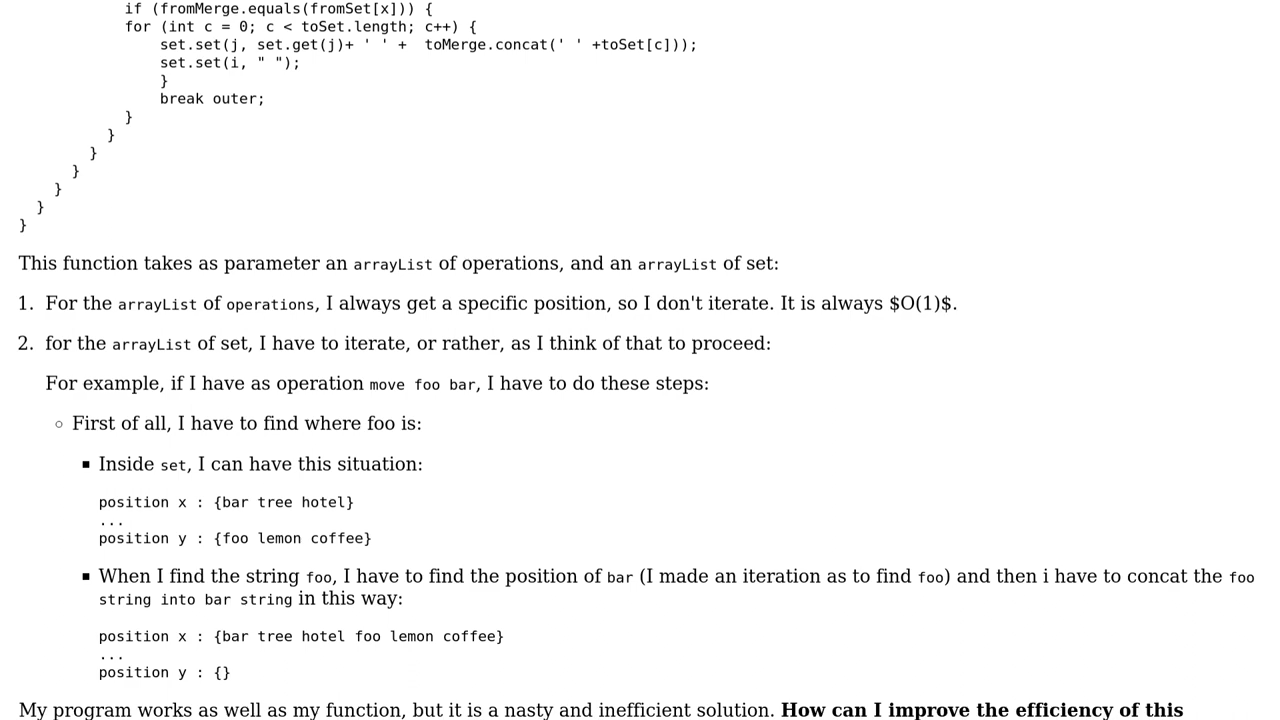 if (fromMerge.equals(fromSet[x])) {
for (int c = 0; c < toSet.length; c++) {
set.set(j, set.get(j)+ ' ' +  toMerge.concat(' ' +toSet[c]));
set.set(i, " ");
}
break outer;
}
}
}
}
}
}
}
This function takes as parameter an arrayList of operations, and an arrayList of set:
1. For the arrayList of operations, I always get a specific position, so I don't iterate. It is always $O(1)$.
2. for the arrayList of set, I have to iterate, or rather, as I think of that to proceed:
For example, if I have as operation move foo bar, I have to do these steps:
◦ First of all, I have to find where foo is:
▪ Inside set, I can have this situation:
position x : {bar tree hotel}
...
position y : {foo lemon coffee}
▪ When I find the string foo, I have to find the position of bar (I made an iteration as to find foo) and then i have to concat the foo
string into bar string in this way:
position x : {bar tree hotel foo lemon coffee}
...
position y : {}
My program works as well as my function, but it is a nasty and inefficient solution. How can I improve the efficiency of this